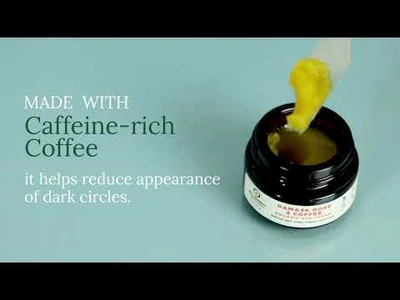 MADE WITH
Caffeine-rich
Coffee
it helps reduce appearance
of dark circles.
DAMASK ROSE
& COFFEE